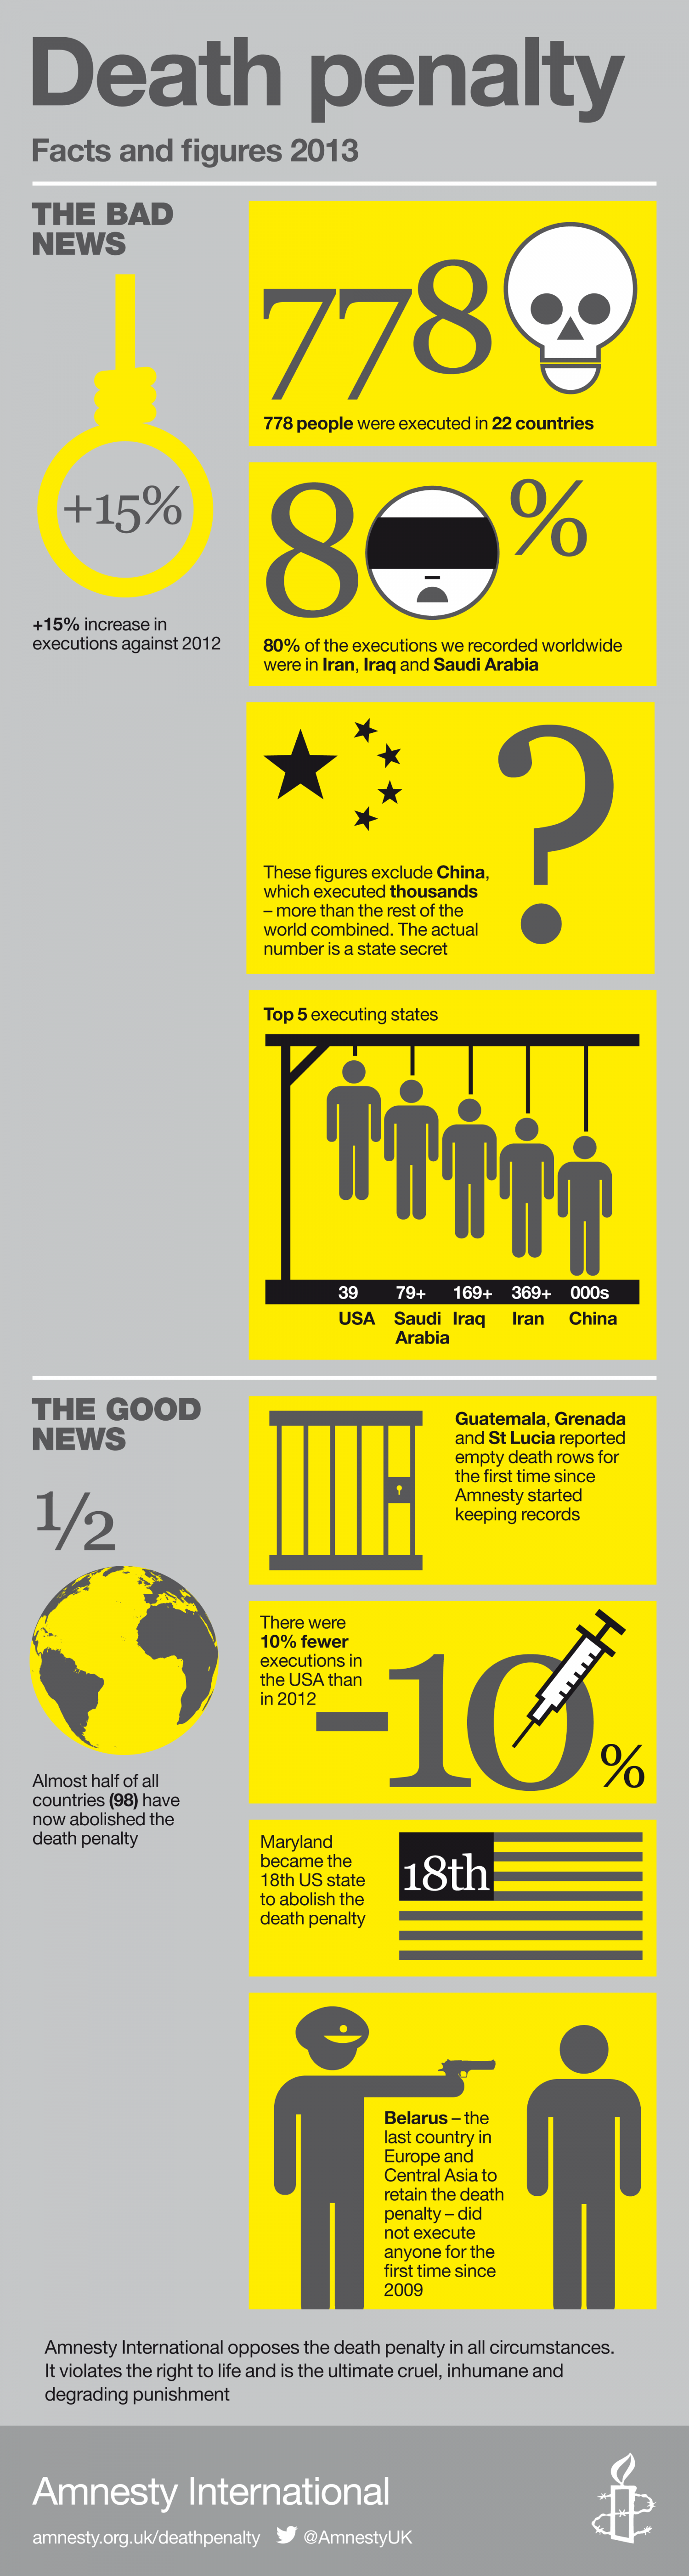 Death penalty
Facts and figures 2013
THE BAD
NEWS
+15%
+15% increase in
executions against 2012
778
778 people were executed in 22 countries
80%
80% of the executions we recorded worldwide
were in Iran, Iraq and Saudi Arabia
?
These figures exclude China,
which executed thousands
– more than the rest of the
world combined. The actual
number is a state secret
Top 5 executing states
39 79+ 169+ 369+ 000s
USA Saudi Iraq Iran China
Arabia
THE GOOD
NEWS
½
Almost half of all
countries (98) have
now abolished the
death penalty
Guatemala, Grenada
and St Lucia reported
empty death rows for
the first time since
Amnesty started
keeping records
There were
10% fewer
executions in
the USA than
in 2012
-10%
Maryland
became the
18th US state
to abolish the
death penalty
18th
Belarus – the
last country in
Europe and
Central Asia to
retain the death
penalty – did
not execute
anyone for the
first time since
2009
Amnesty International opposes the death penalty in all circumstances.
It violates the right to life and is the ultimate cruel, inhumane and
degrading punishment
Amnesty International
amnesty.org.uk/deathpenalty @AmnestyUK